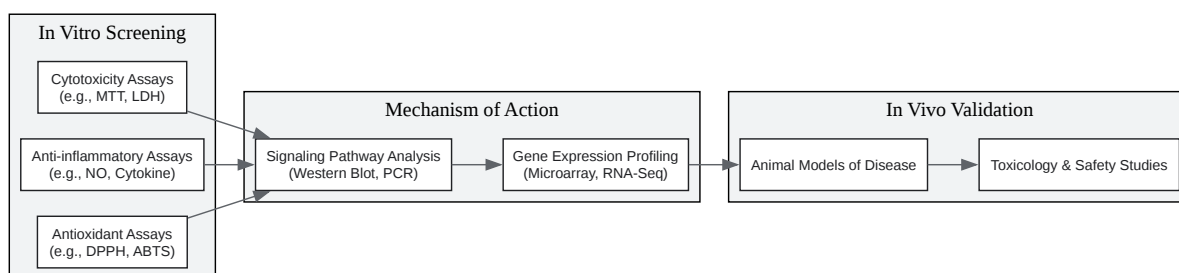 In Vitro Screening
Cytotoxicity Assays
(e.g., MTT, LDH)
Anti-inflammatory Assays
(e.g., NO, Cytokine)
Antioxidant Assays
(e.g., DPPH, ABTS)
Mechanism of Action
Signaling Pathway Analysis
(Western Blot, PCR)
Gene Expression Profiling
(Microarray, RNA-Seq)
In Vivo Validation
Animal Models of Disease
Toxicology & Safety Studies